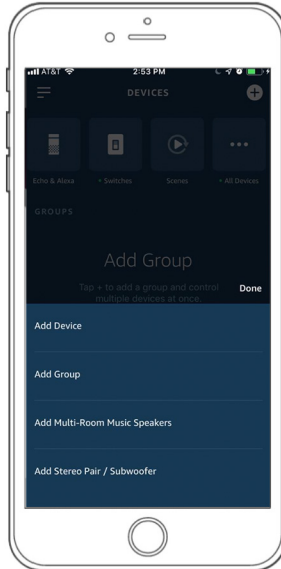 AT&T 2:53 PM
DEVICES
Echo & Alexa + Switches Scenes + All Devices
GROUPS
Add Group
Tap + to add a group and control
multiple devices at once.
Done
Add Device
Add Group
Add Multi-Room Music Speakers
Add Stereo Pair / Subwoofer